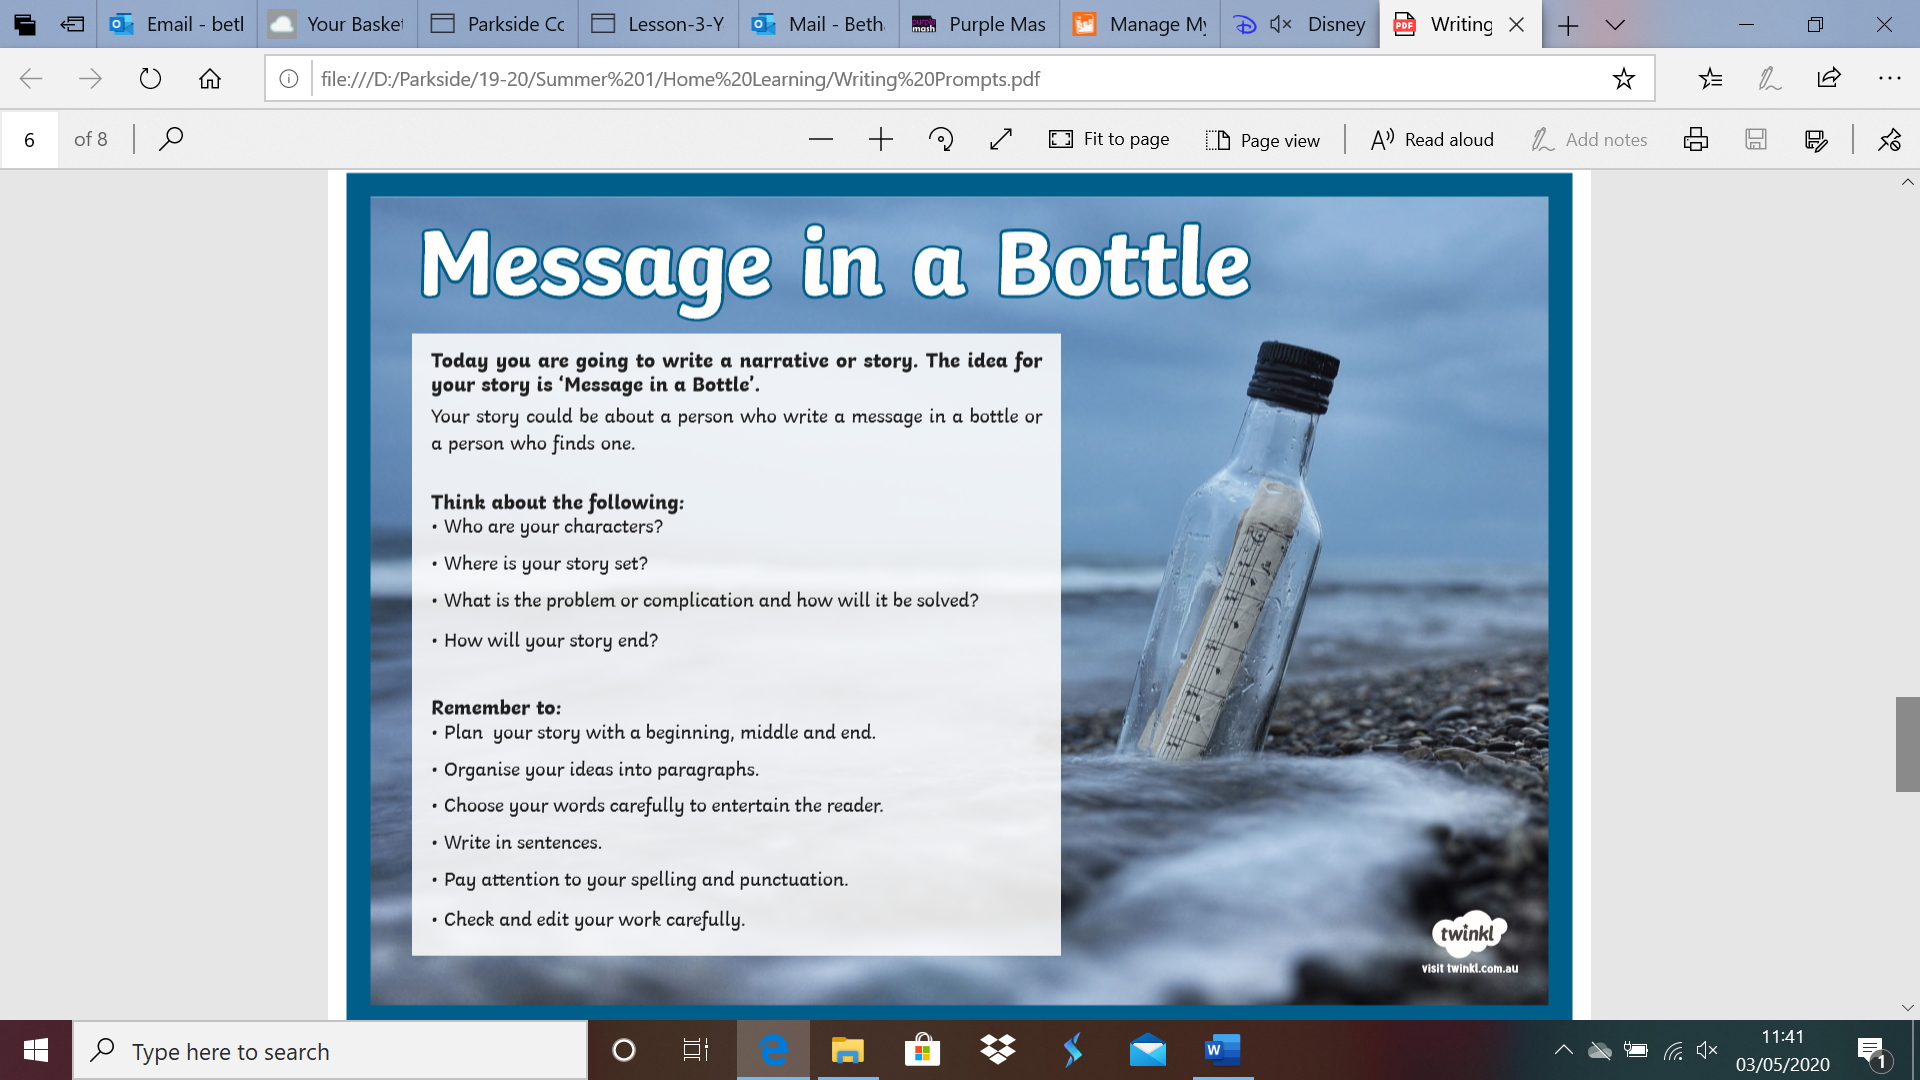 Email - betl
Your Basket
Parkside Cc
Lesson-3-Y
Mail - Beth
Purple Mas
Manage My
Disney
Writing
file:///D:/Parkside/19-20/Summer%201/Home%20Learning/Writing%20Prompts.pdf
6 of 8
Fit to page
Page view
Read aloud
Add notes
Message in a Bottle
Today you are going to write a narrative or story. The idea for
your story is ‘Message in a Bottle’.
Your story could be about a person who write a message in a bottle or
a person who finds one.
Think about the following:
• Who are your characters?
• Where is your story set?
• What is the problem or complication and how will it be solved?
• How will your story end?
Remember to:
• Plan your story with a beginning, middle and end.
• Organise your ideas into paragraphs.
• Choose your words carefully to entertain the reader.
• Write in sentences.
• Pay attention to your spelling and punctuation.
• Check and edit your work carefully.
twinkl
visit twinkl.com.au
Type here to search
11:41
03/05/2020
1